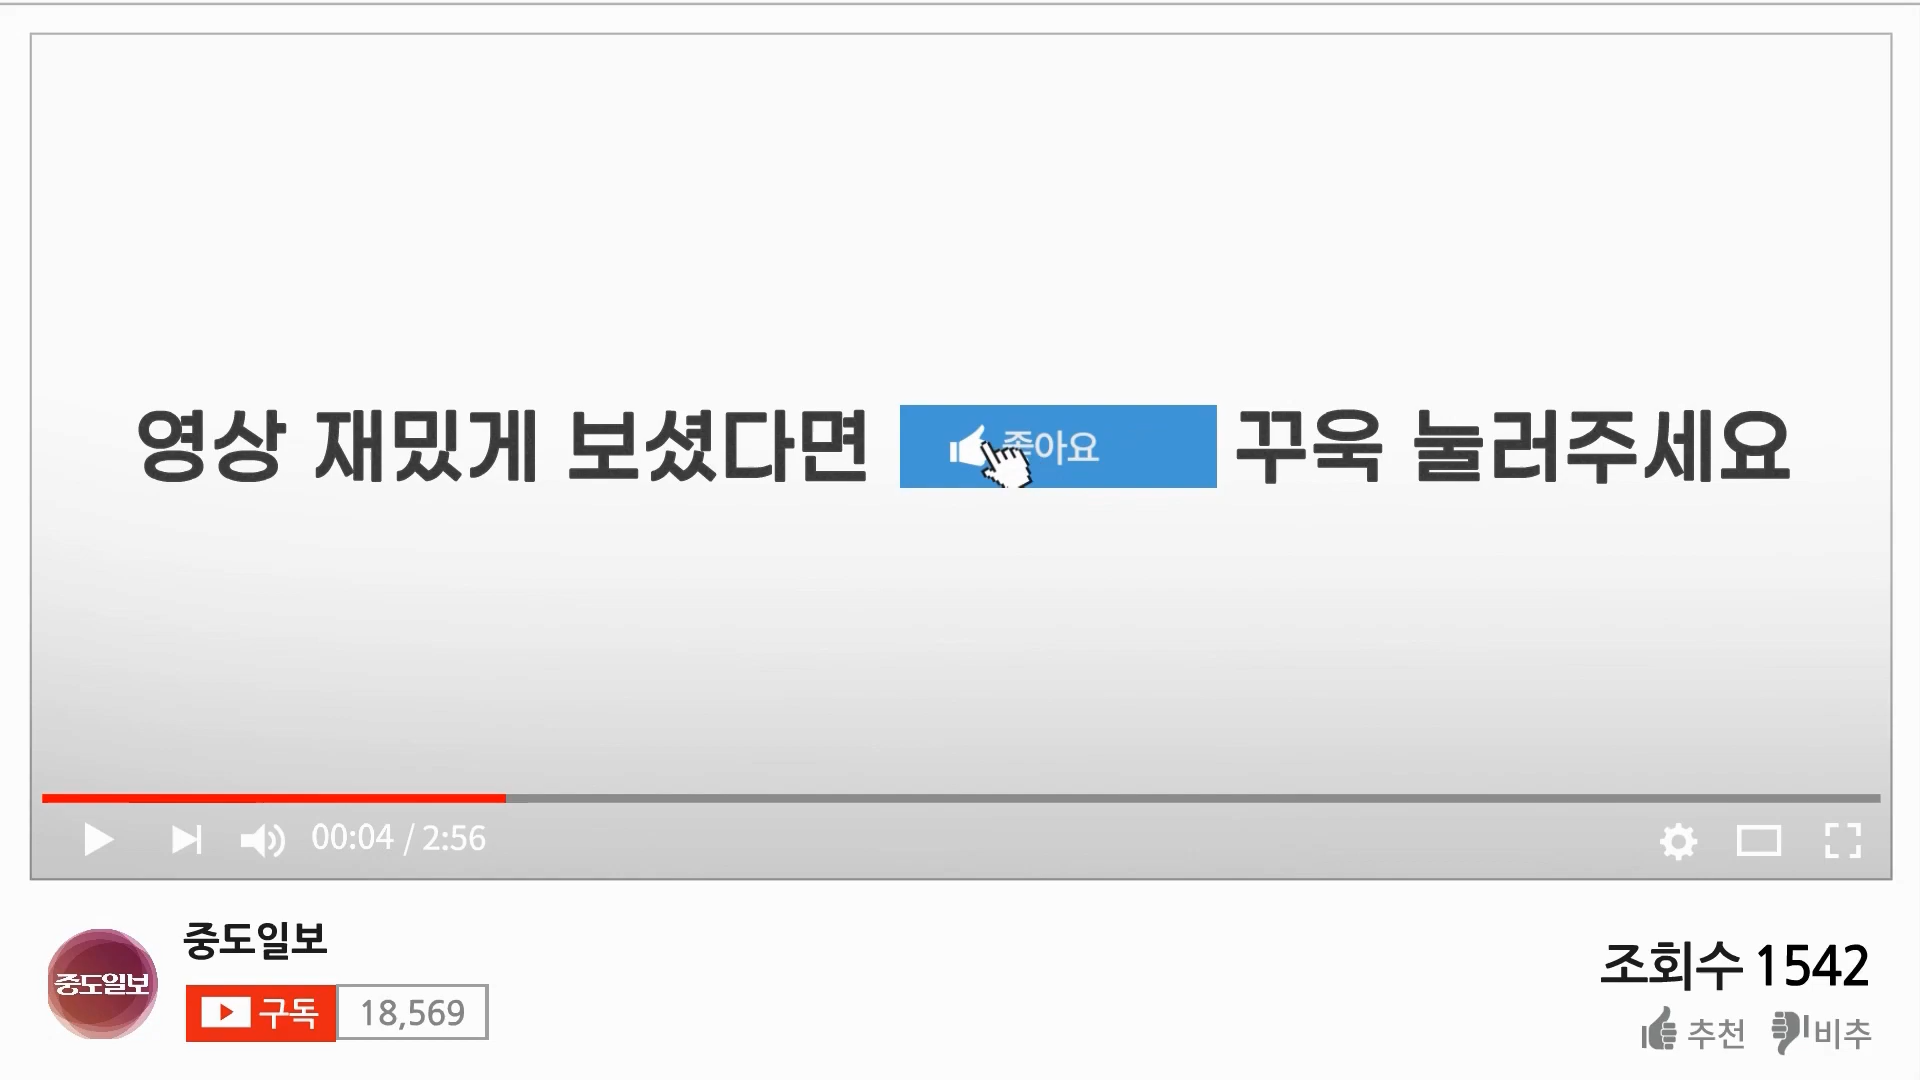 영상 재밌게 보셨다면 좋아요 꾸욱 눌러주세요
00:04 / 2:56
중도일보
중도일보
구독 18,569
조회수 1542
추천 비추